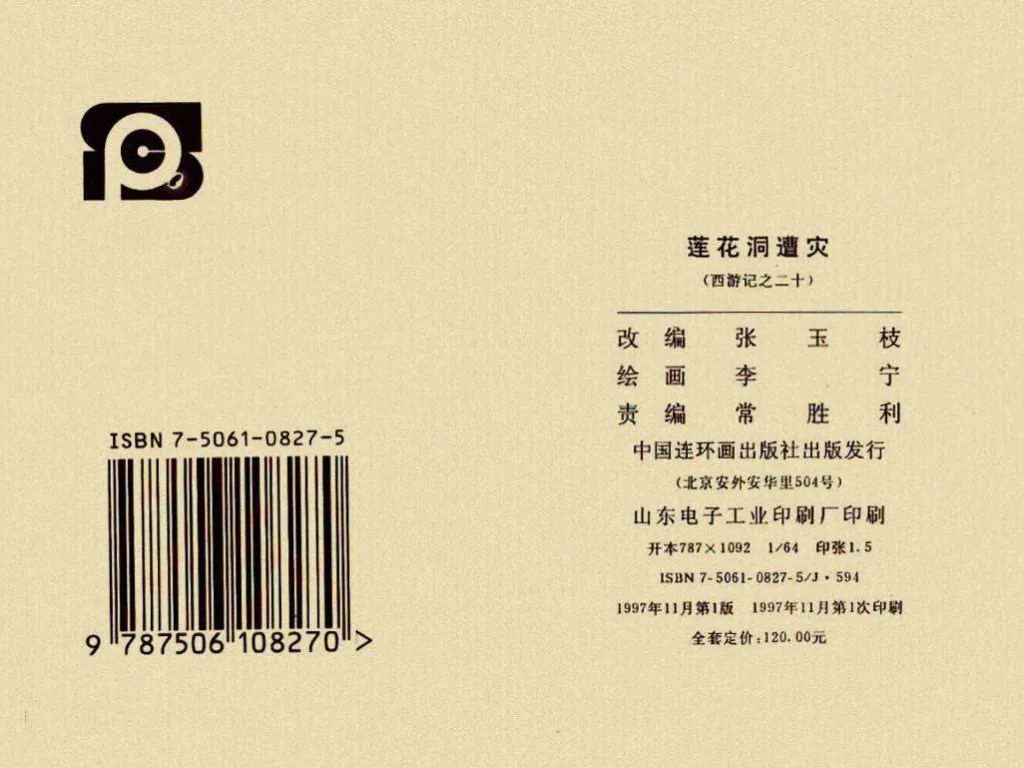 莲花洞遭灾
(西游记之二十)
改 编 张 玉 枝
绘 画 李 宁
责 编 常 胜 利
中国连环画出版社出版发行
(北京安外安华里504号)
山东电子工业印刷厂印刷
开本787×1092 1/64 印张1.5
ISBN 7-5061-0827-5/J·594
1997年11月第1版 1997年11月第1次印刷
全套定价:120.00元
ISBN 7-5061-0827-5
9 787506 108270 >